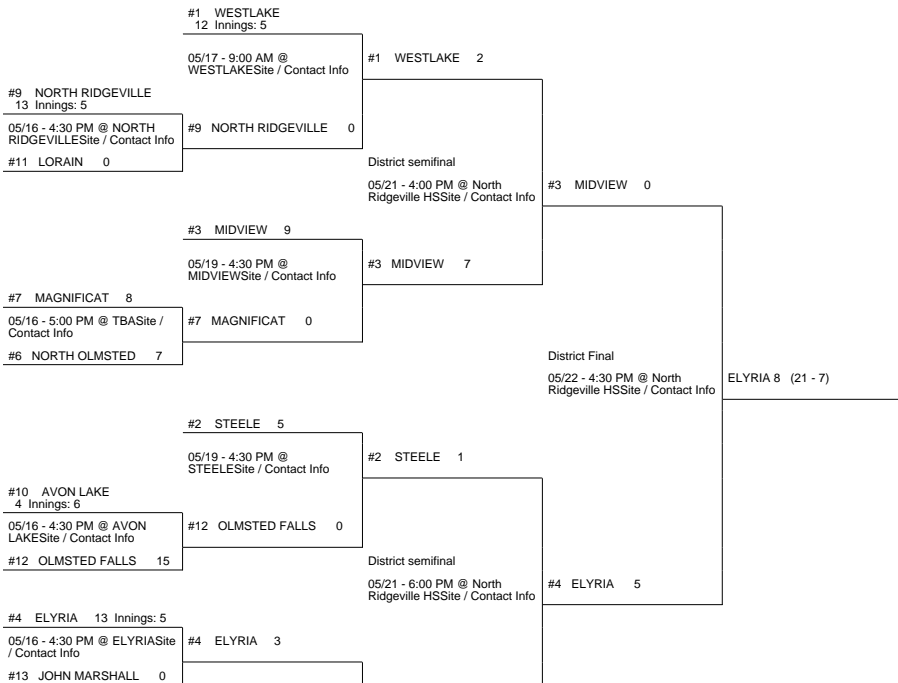 #1 WESTLAKE
12 Innings: 5
05/17 - 9:00 AM @
WESTLAKESite / Contact Info
#1 WESTLAKE 2
#9 NORTH RIDGEVILLE
13 Innings: 5
05/16 - 4:30 PM @ NORTH
RIDGEVILLESite / Contact Info
#9 NORTH RIDGEVILLE 0
#11 LORAIN 0
District semifinal
05/21 - 4:00 PM @ North
Ridgeville HSSite / Contact Info
#3 MIDVIEW 0
#3 MIDVIEW 9
05/19 - 4:30 PM @
MIDVIEWSite / Contact Info
#3 MIDVIEW 7
#7 MAGNIFICAT 8
05/16 - 5:00 PM @ TBASite /
Contact Info
#7 MAGNIFICAT 0
#6 NORTH OLMSTED 7
District Final
05/22 - 4:30 PM @ North
Ridgeville HSSite / Contact Info
ELYRIA 8 (21 - 7)
#2 STEELE 5
05/19 - 4:30 PM @
STEELESite / Contact Info
#2 STEELE 1
#10 AVON LAKE
4 Innings: 6
05/16 - 4:30 PM @ AVON
LAKESite / Contact Info
#12 OLMSTED FALLS 0
#12 OLMSTED FALLS 15
District semifinal
05/21 - 6:00 PM @ North
Ridgeville HSSite / Contact Info
#4 ELYRIA 5
#4 ELYRIA 13 Innings: 5
05/16 - 4:30 PM @ ELYRIASite
/ Contact Info
#4 ELYRIA 3
#13 JOHN MARSHALL 0